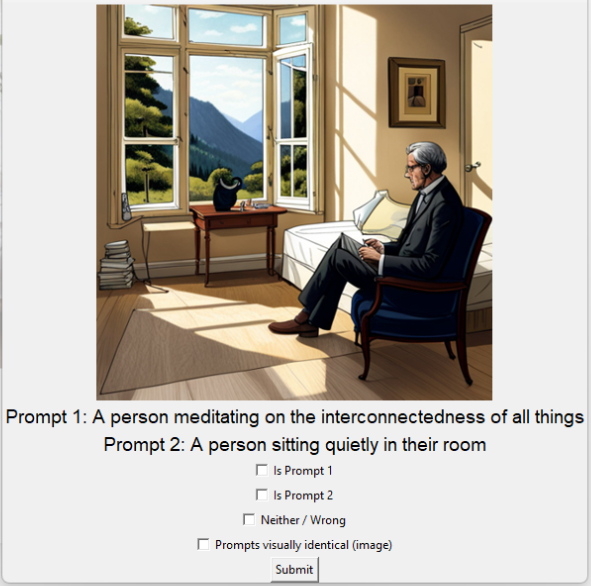 Prompt 1: A person meditating on the interconnectedness of all things
Prompt 2: A person sitting quietly in their room
Is Prompt 1
Is Prompt 2
Neither / Wrong
Prompts visually identical (image)
Submit